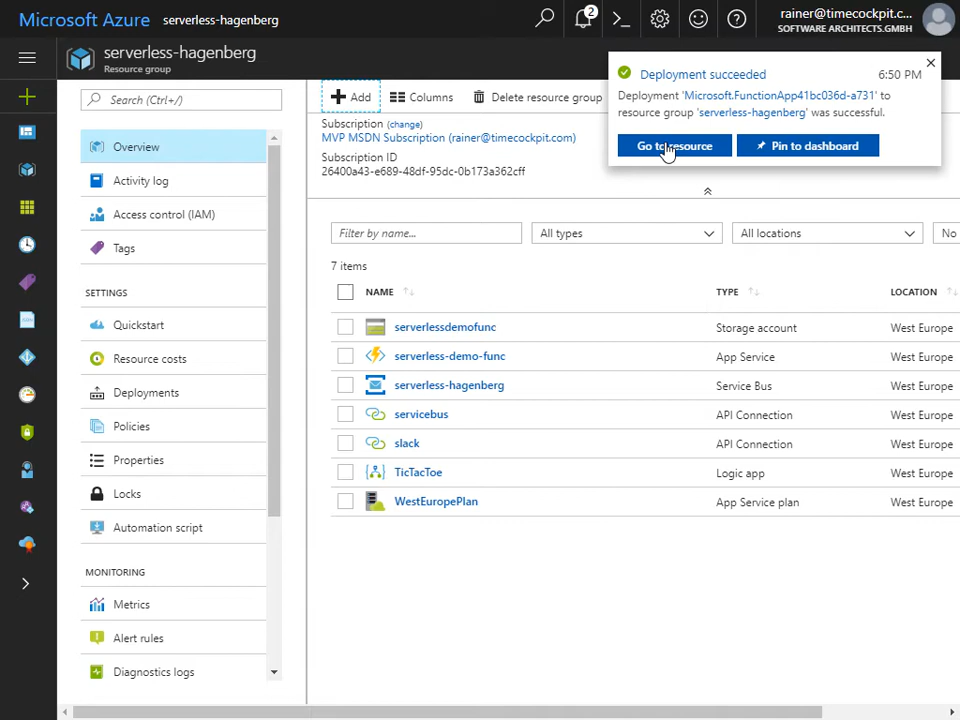 Microsoft Azure serverless-hagenberg
2
rainer@timecockpit.c...
SOFTWARE ARCHITECTS.GMBH
serverless-hagenberg
Resource group
Search (Ctrl+/)
Overview
Activity log
Access control (IAM)
Tags
SETTINGS
Quickstart
Resource costs
Deployments
Policies
Properties
Locks
Automation script
MONITORING
Metrics
Alert rules
Diagnostics logs
Add
Columns
Delete resource group
Subscription (change)
MVP MSDN Subscription (rainer@timecockpit.com)
Subscription ID
26400a43-e689-48df-95dc-0b173a362cff
Deployment succeeded 6:50 PM
Deployment 'Microsoft.FunctionApp41bc036d-a731' to
resource group 'serverless-hagenberg' was successful.
Go to resource
Pin to dashboard
Filter by name...
All types
All locations
No
7 items
NAME TYPE LOCATION
serverlessdemofunc Storage account West Europe
serverless-demo-func App Service West Europe
serverless-hagenberg Service Bus West Europe
servicebus API Connection West Europe
slack API Connection West Europe
TicTacToe Logic app West Europe
WestEuropePlan App Service plan West Europe